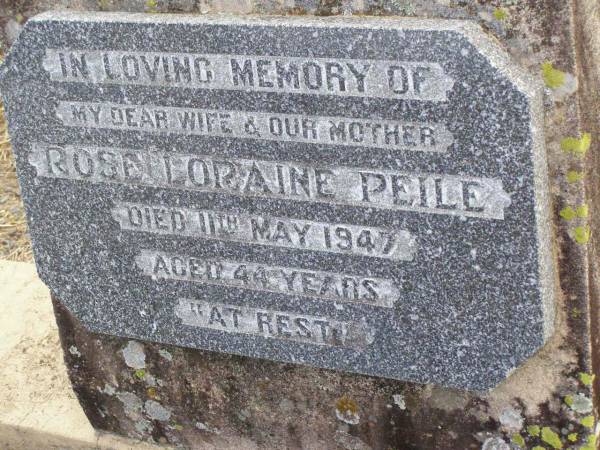 IN LOVING MEMORY OF
MY DEAR WIFE & OUR MOTHER
ROSE LORAINE PEILE
DIED 11TH MAY 1947
AGED 44 YEARS
"AT REST"